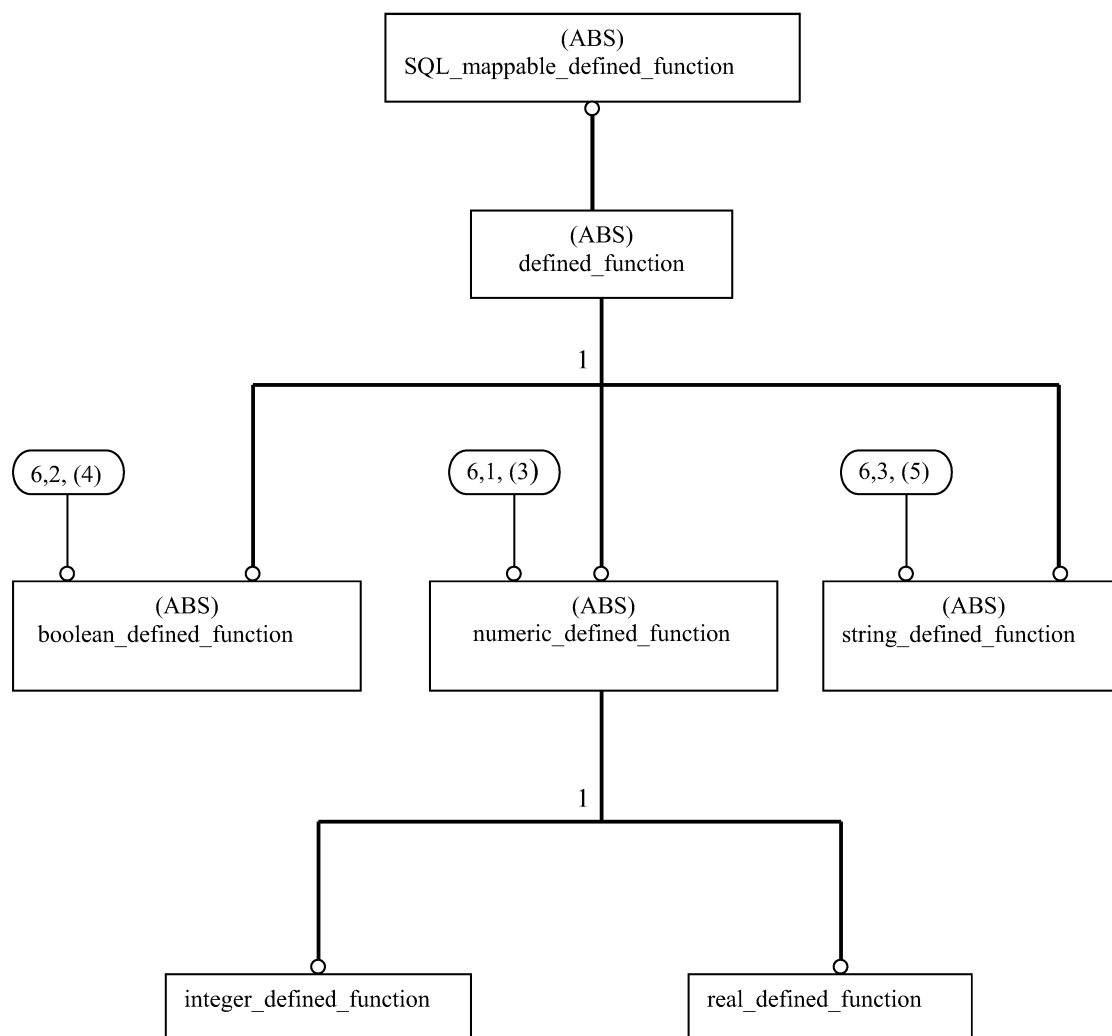 (ABS)
SQL_mappable_defined_function
(ABS)
defined_function
1
6,2, (4)
6,1, (3)
6,3, (5)
(ABS)
boolean_defined_function
(ABS)
numeric_defined_function
(ABS)
string_defined_function
1
integer_defined_function
real_defined_function